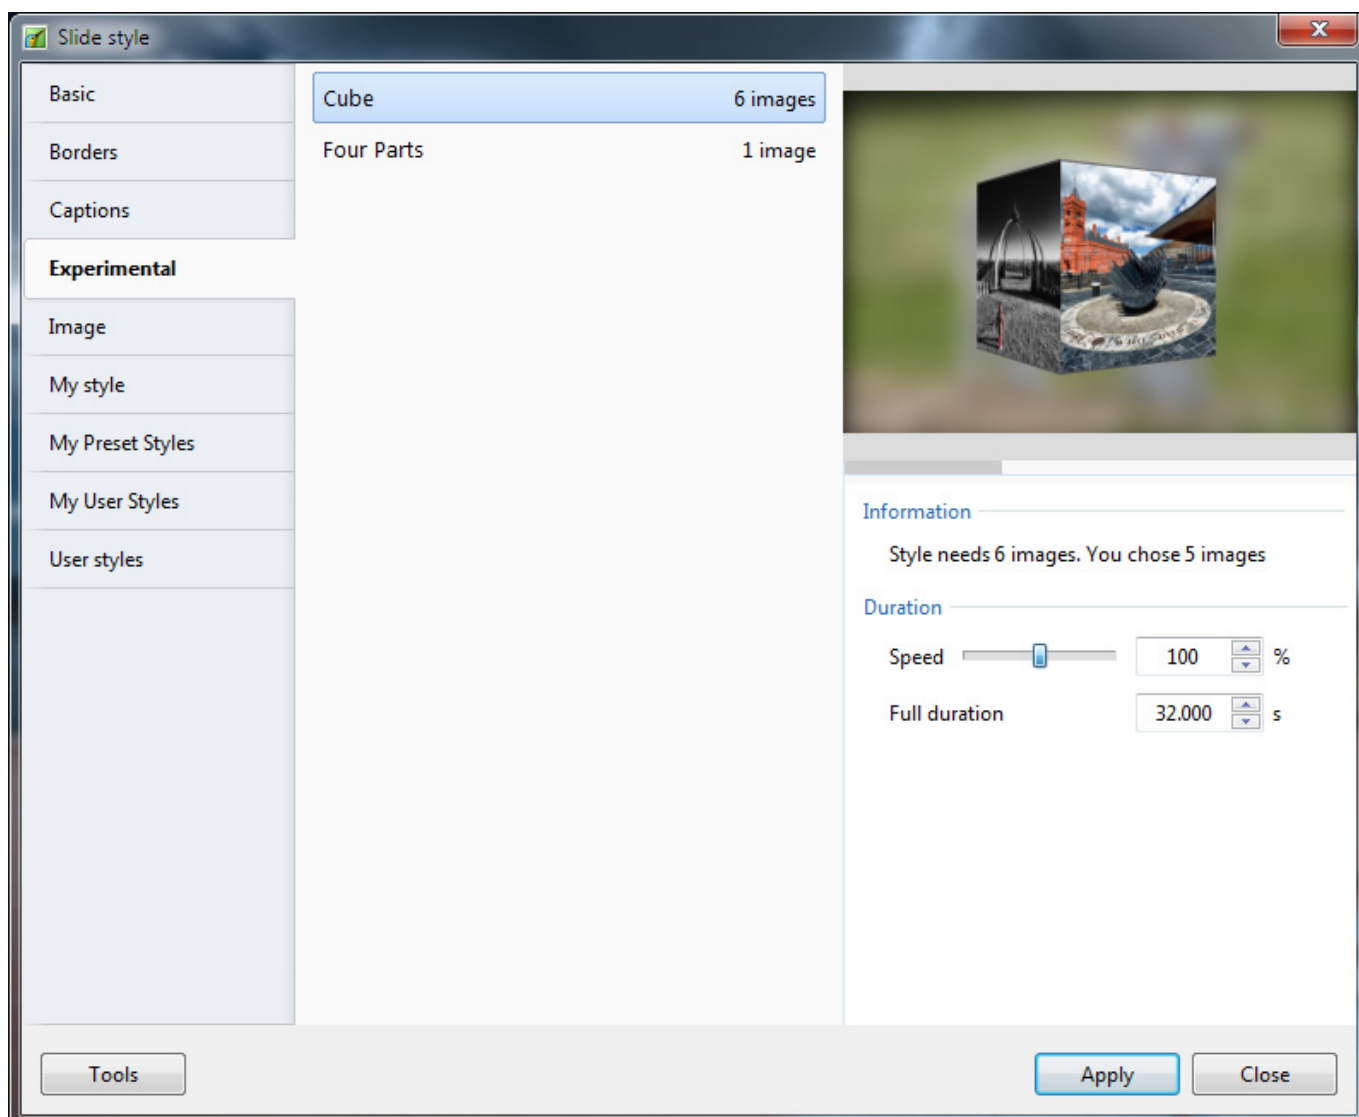 Slide style
Basic
Borders
Captions
Experimental
Image
My style
My Preset Styles
My User Styles
User styles
Cube 6 images
Four Parts 1 image
Information
Style needs 6 images. You chose 5 images
Duration
Speed 100 %
Full duration 32.000 s
Tools
Apply
Close